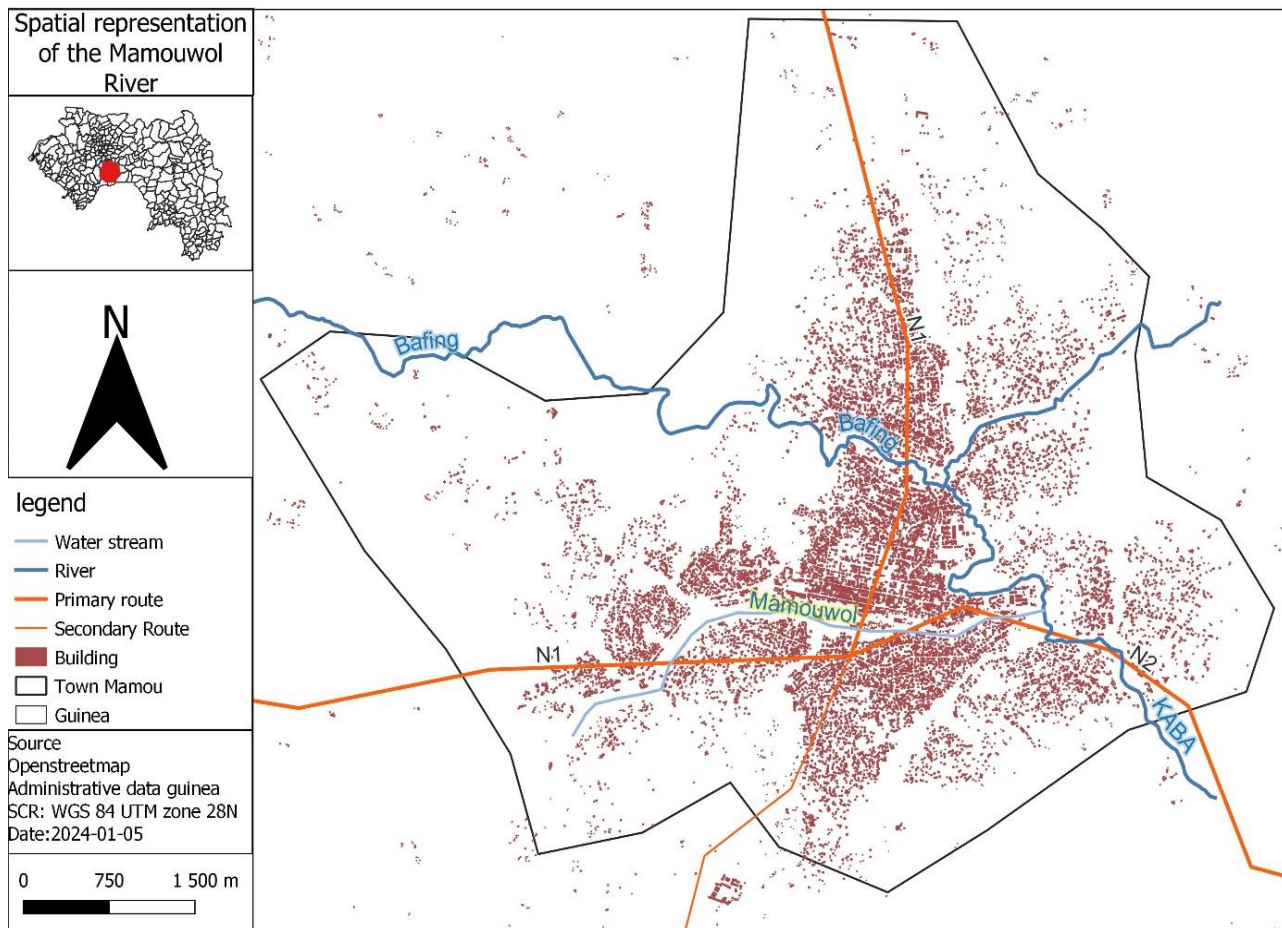 Spatial representation
of the Mamouwol
River
N
legend
Water stream
River
Primary route
Secondary Route
Building
Town Mamou
Guinea
Source
Openstreetmap
Administrative data guinea
SCR: WGS 84 UTM zone 28N
Date:2024-01-05
0 750 1 500 m
Bafing
N1
Bafing
Mamouwol
N1
N2
KABA